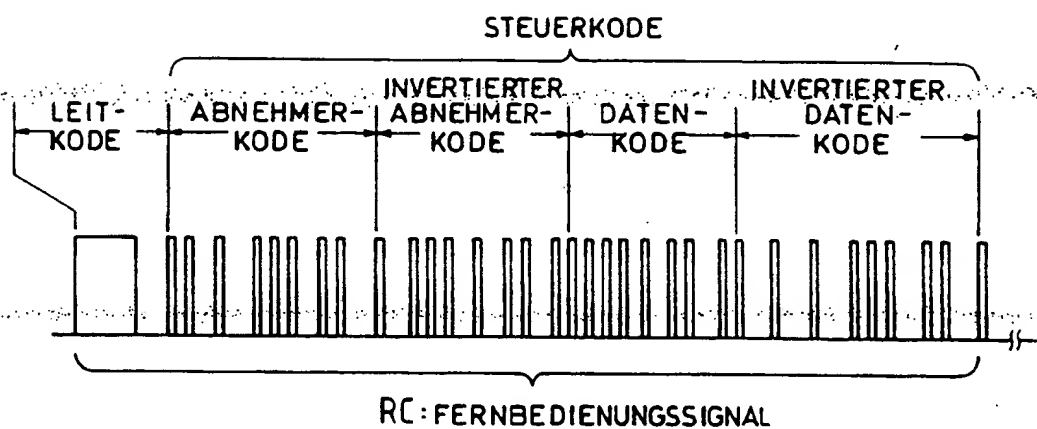 STEUERKODE
LEIT-
KODE
ABNEHMER-
KODE
INVERTIERTER
ABNEHMER-
KODE
DATEN-
KODE
INVERTIERTER
DATEN-
KODE
RC: FERNBEDIENUNGSSIGNAL